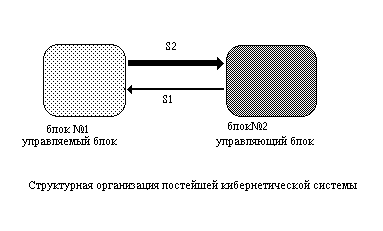 S2
S1
блок №1
управляемый блок
блок№2
управляющий блок
Структурная организация постейшей кибернетической системы